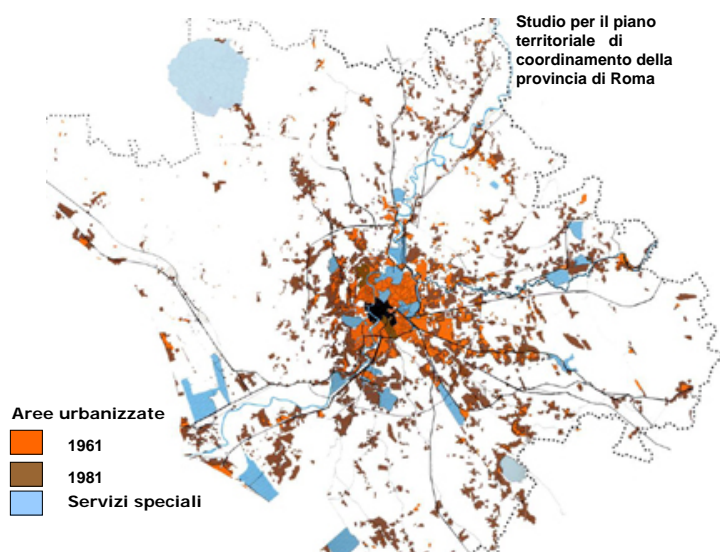 Studio per il piano
territoriale di
coordinamento della
provincia di Roma
Aree urbanizzate
1961
1981
Servizi speciali